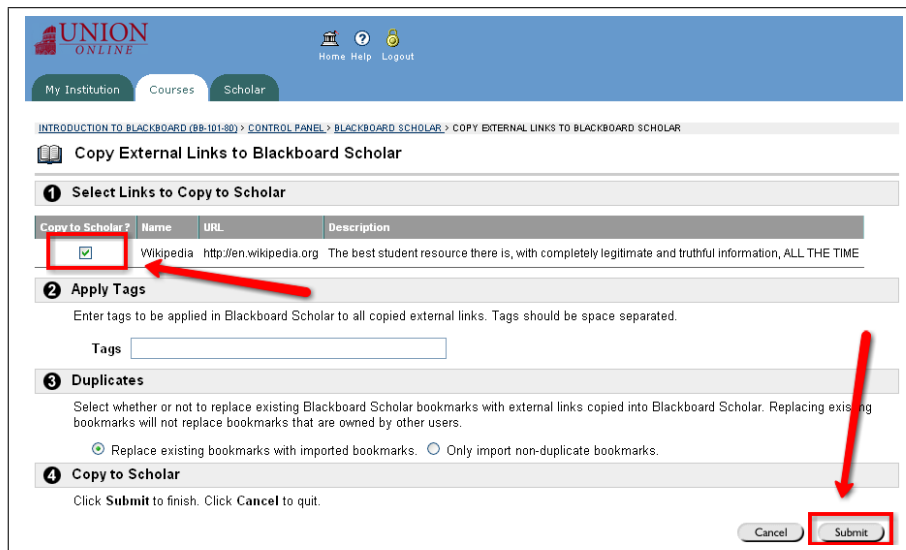 UNION
ONLINE
Home Help Logout
My Institution Courses Scholar
INTRODUCTION TO BLACKBOARD (BB-101-80) > CONTROL PANEL > BLACKBOARD SCHOLAR > COPY EXTERNAL LINKS TO BLACKBOARD SCHOLAR
Copy External Links to Blackboard Scholar
1 Select Links to Copy to Scholar
Copy to Scholar? Name URL Description
Wikipedia http://en.wikipedia.org The best student resource there is, with completely legitimate and truthful information, ALL THE TIME
2 Apply Tags
Enter tags to be applied in Blackboard Scholar to all copied external links. Tags should be space separated.
Tags
3 Duplicates
Select whether or not to replace existing Blackboard Scholar bookmarks with external links copied into Blackboard Scholar. Replacing existing
bookmarks will not replace bookmarks that are owned by other users.
Replace existing bookmarks with imported bookmarks. Only import non-duplicate bookmarks.
4 Copy to Scholar
Click Submit to finish. Click Cancel to quit.
Cancel Submit